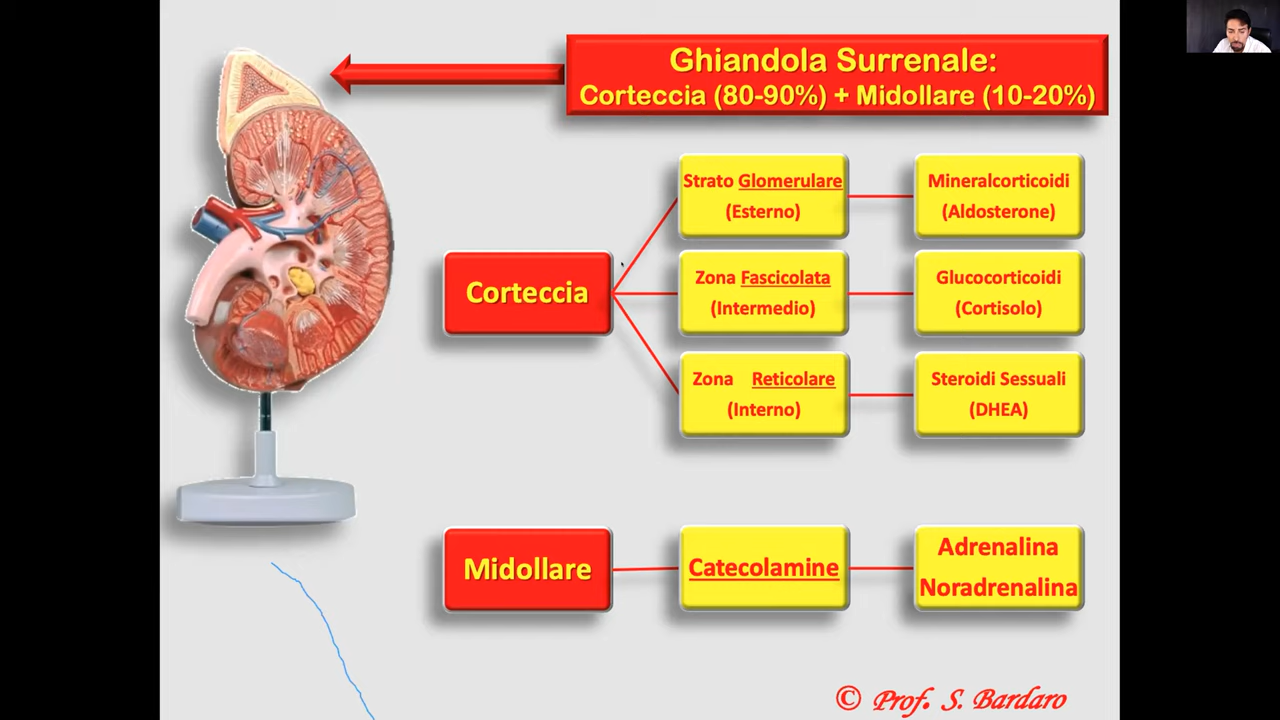 Ghiandola Surrenale:
Corteccia (80-90%) + Midollare (10-20%)
Corteccia
Strato Glomerulare
(Esterno)
Mineralcorticoidi
(Aldosterone)
Zona Fascicolata
(Intermedio)
Glucocorticoidi
(Cortisolo)
Zona Reticolare
(Interno)
Steroidi Sessuali
(DHEA)
Midollare
Catecolamine
Adrenalina
Noradrenalina
© Prof. S. Bardaro